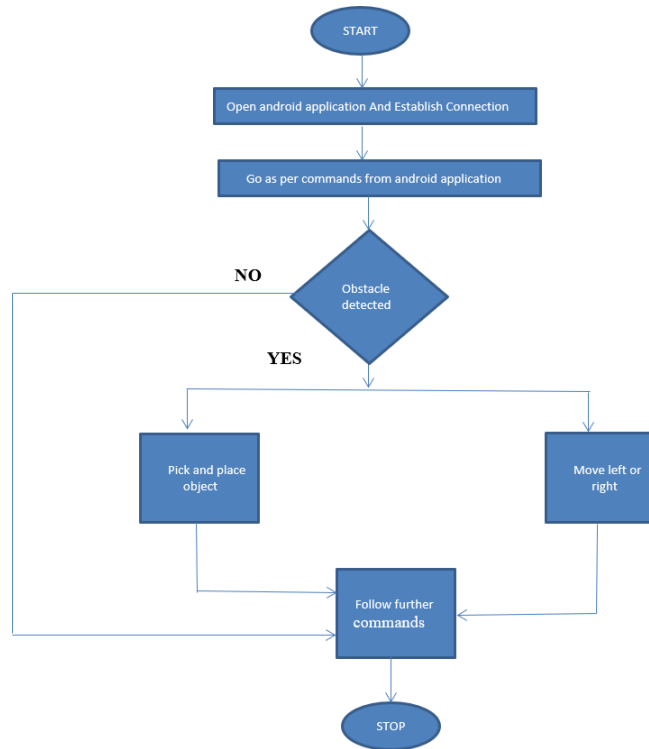 START
Open android application And Establish Connection
Go as per commands from android application
NO
Obstacle
detected
YES
Pick and place
object
Move left or
right
Follow further
commands
STOP